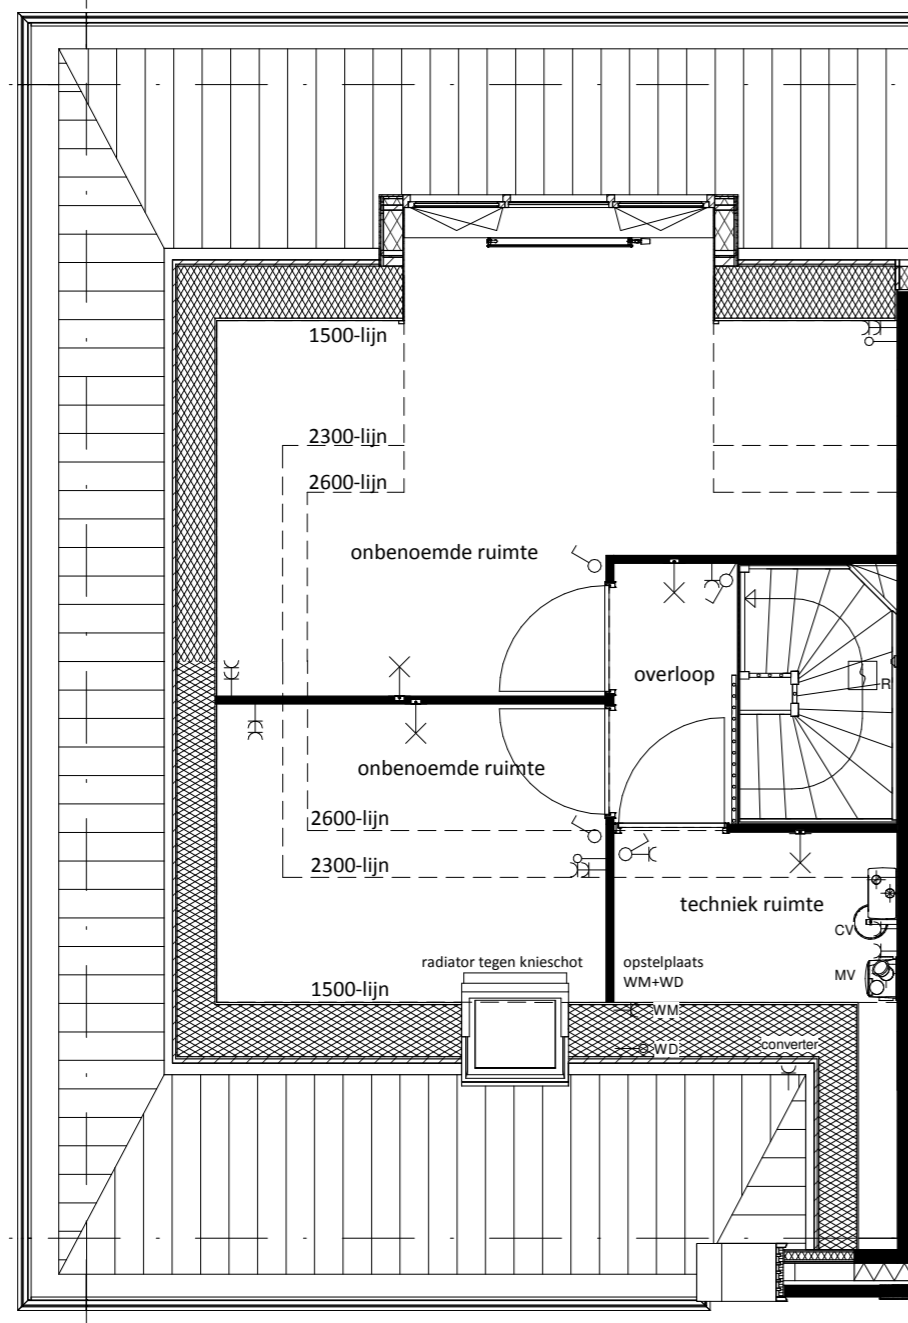 1500-lijn
2300-lijn
2600-lijn
onbenoemde ruimte
overloop
R
onbenoemde ruimte
2600-lijn
2300-lijn
techniek ruimte
CV
radiator tegen knieschot
opstelplaats
WM+WD
MV
1500-lijn
WM
WD
converter